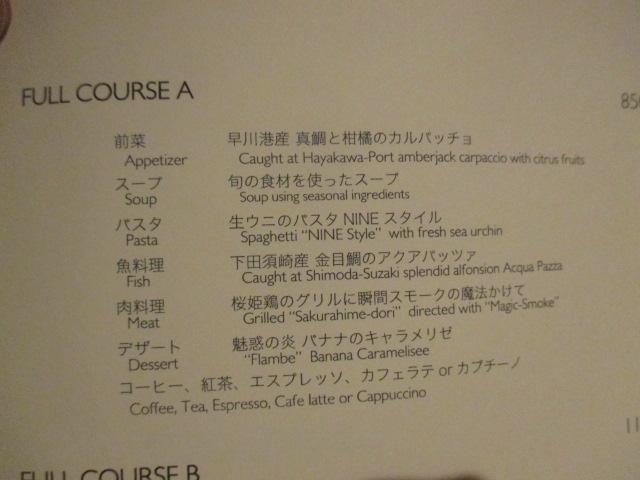 FULL COURSE A
850
前菜 早川港産 真鯛と柑橘のカルパッチョ
Appetizer Caught at Hayakawa-Port amberjack carpaccio with citrus fruits
スープ 旬の食材を使ったスープ
Soup Soup using seasonal ingredients
パスタ 生ウニのパスタ NINE スタイル
Pasta Spaghetti "NINE Style" with fresh sea urchin
魚料理 下田須崎産 金目鯛のアクアパッツァ
Fish Caught at Shimoda-Suzaki splendid alfonsion Acqua Pazza
肉料理 桜姫鶏のグリルに瞬間スモークの魔法かけて
Meat Grilled "Sakurahime-dori" directed with "Magic-Smoke"
デザート 魅惑の炎 バナナのキャラメリゼ
Dessert "Flambe" Banana Caramelisee
コーヒー、紅茶、エスプレッソ、カフェラテ or カプチーノ
Coffee, Tea, Espresso, Cafe latte or Cappuccino
11
FULL COURSE B